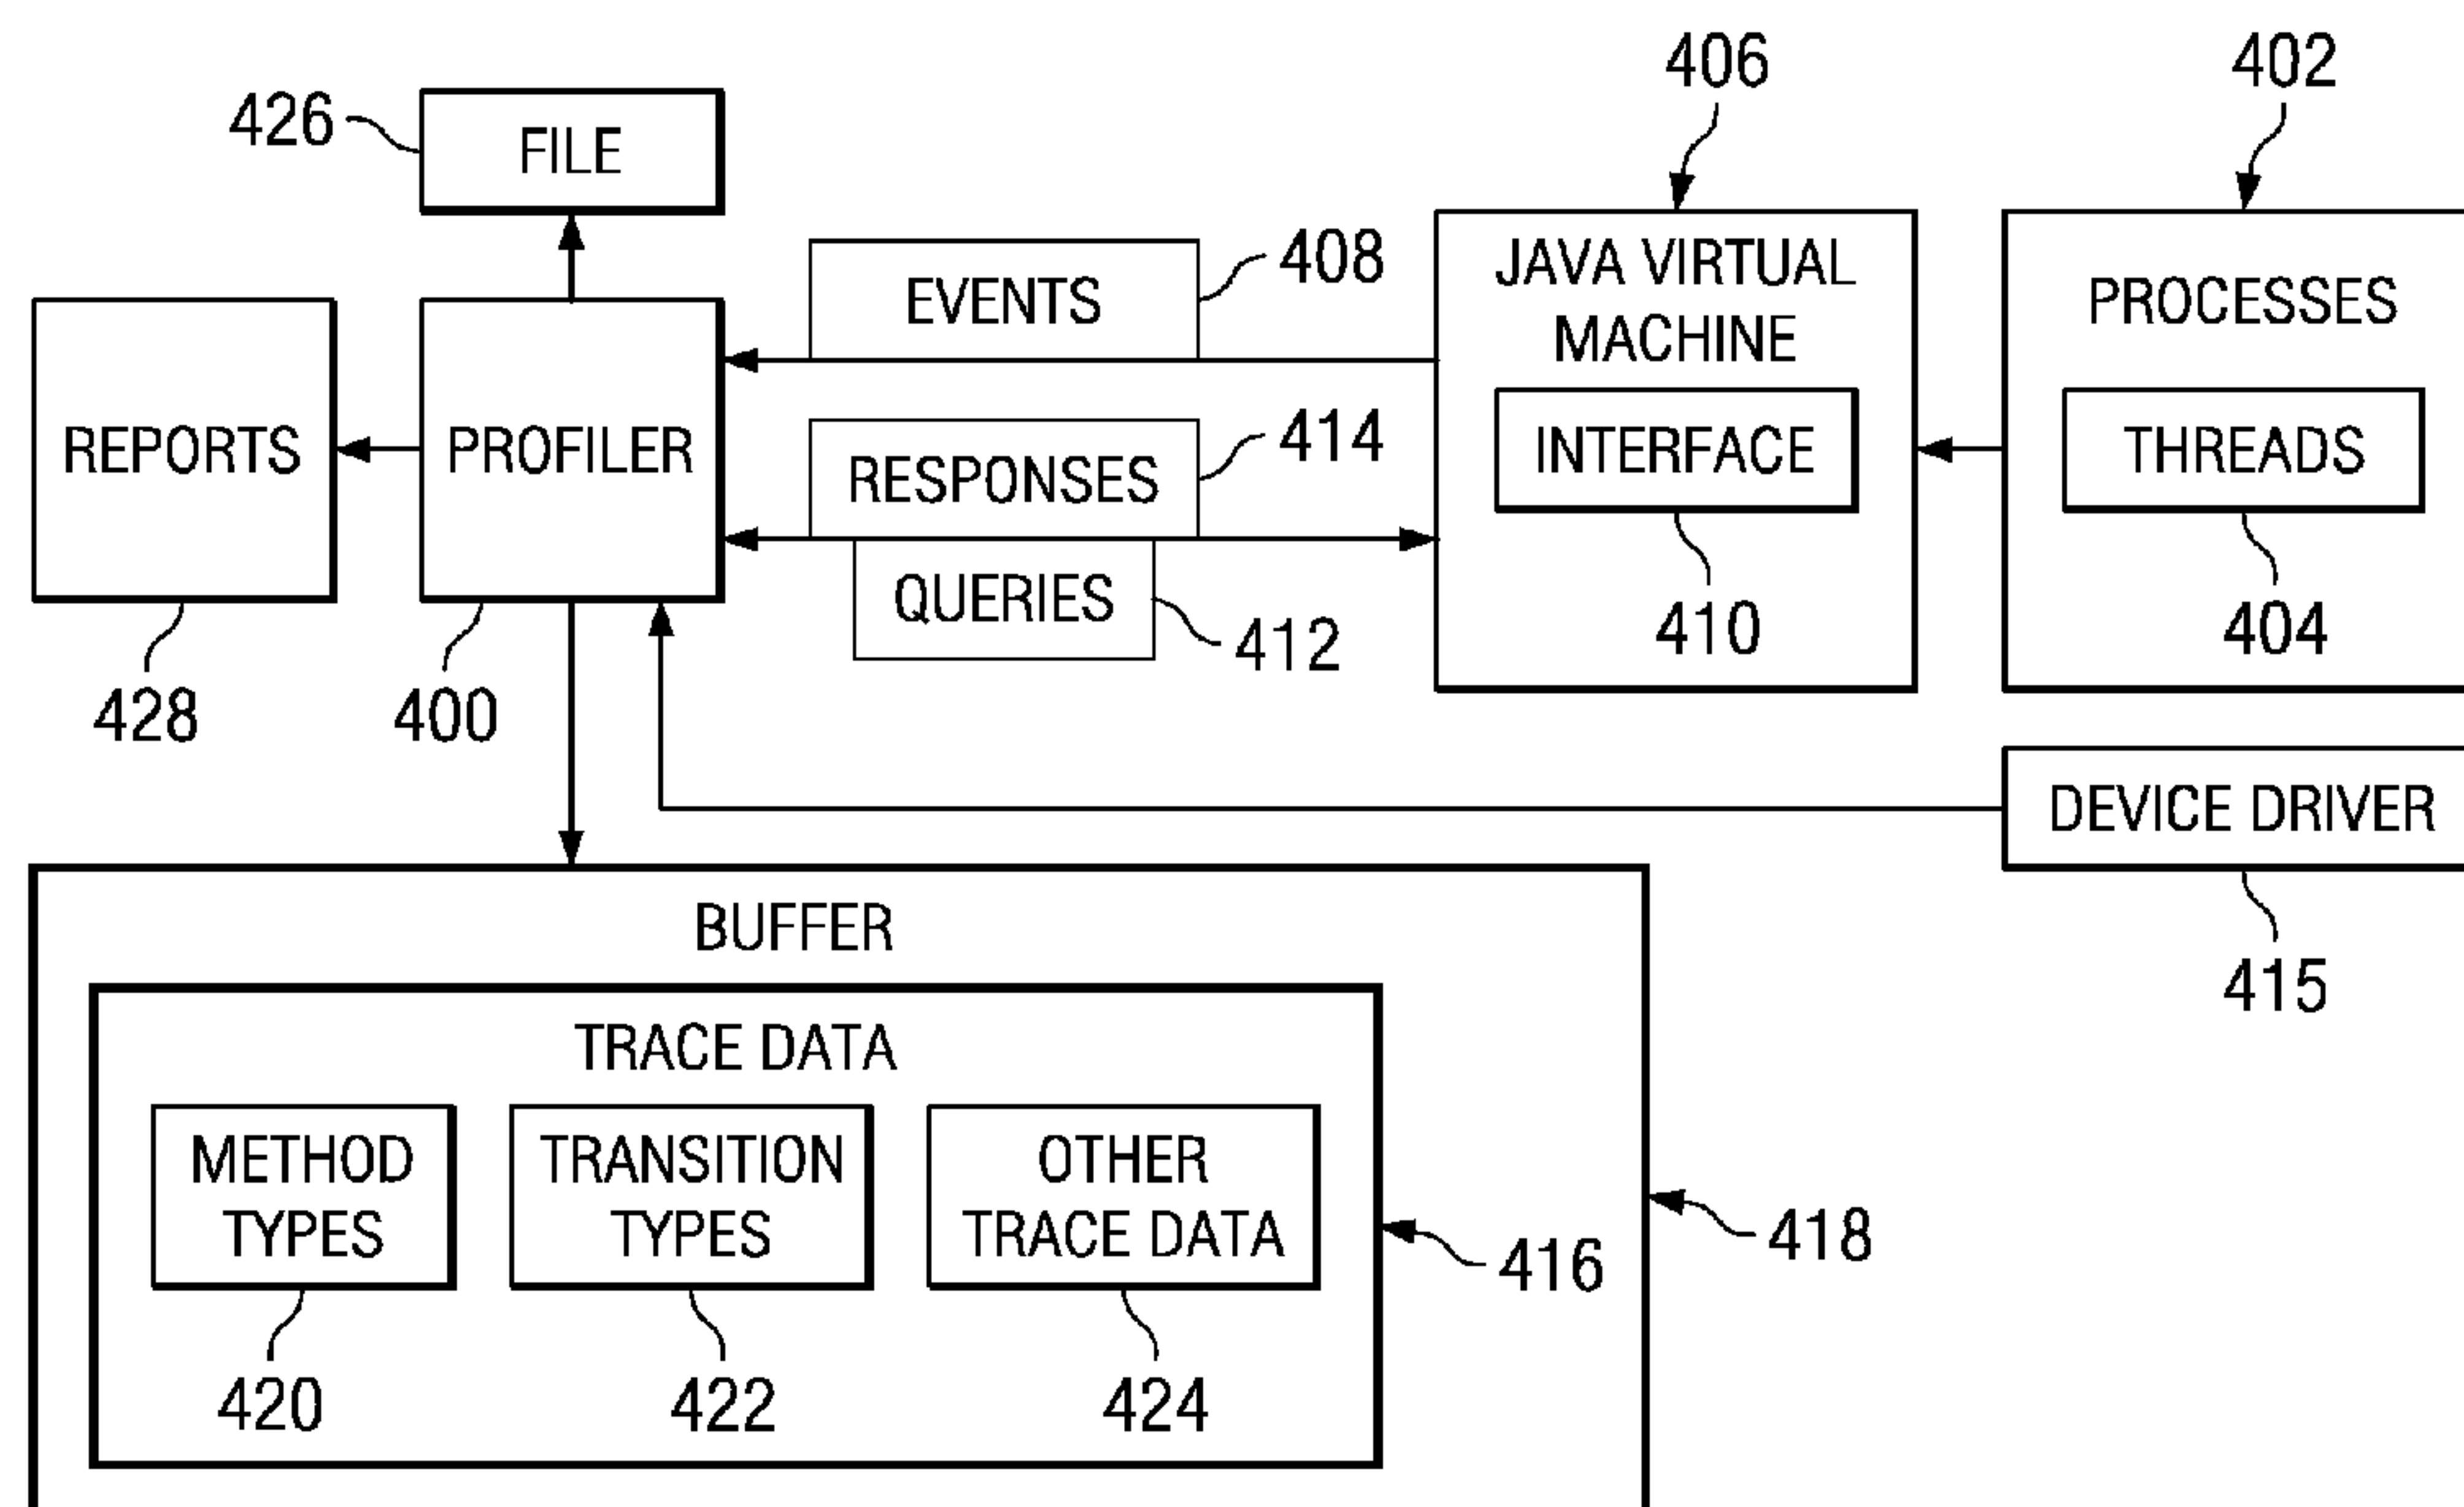 406
402
426
FILE
408
EVENTS
JAVA VIRTUAL
MACHINE
PROCESSES
REPORTS
PROFILER
414
RESPONSES
INTERFACE
THREADS
QUERIES
412
410
404
428
400
DEVICE DRIVER
415
BUFFER
TRACE DATA
METHOD
TYPES
TRANSITION
TYPES
OTHER
TRACE DATA
416
418
420
422
424